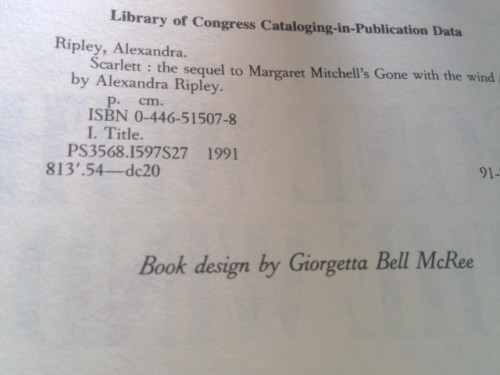 Library of Congress Cataloging-in-Publication Data
Ripley, Alexandra.
Scarlett : the sequel to Margaret Mitchell's Gone with the wind /
by Alexandra Ripley.
p. cm.
ISBN 0-446-51507-8
I. Title.
PS3568.I597S27 1991
813'.54—dc20 91-
Book design by Giorgetta Bell McRee